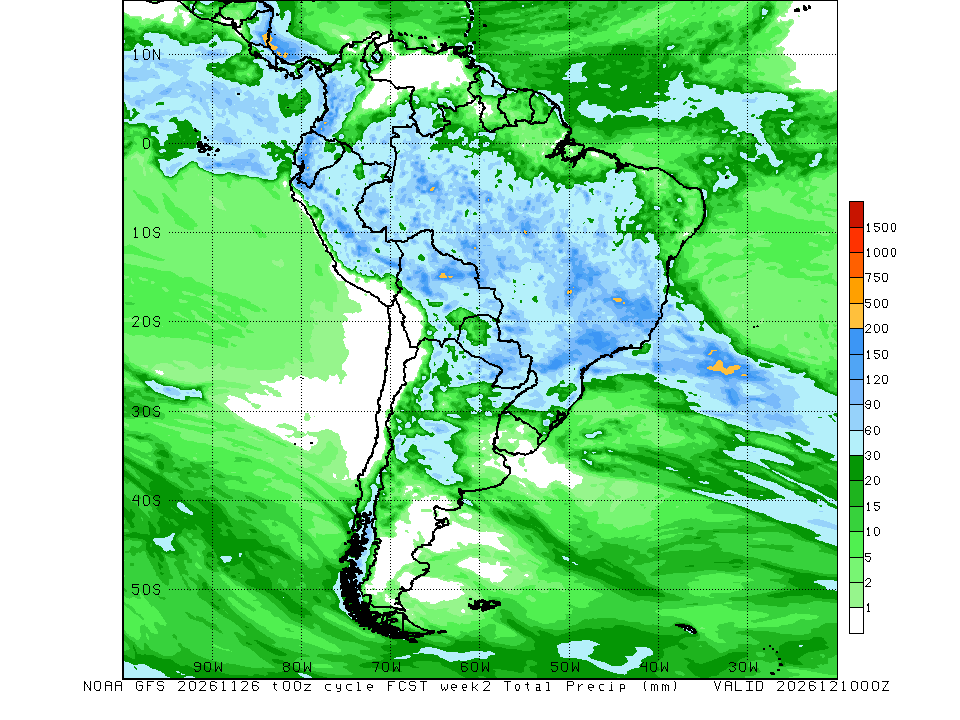 10N
0
10S
20S
30S
40S
50S
90W 80W 70W 60W 50W 40W 30W
1500
1000
750
500
200
150
120
90
60
30
20
15
10
5
2
1
NOAA GFS 20261126 t00z cycle FCST week2 Total Precip (mm) VALID 2026121000Z